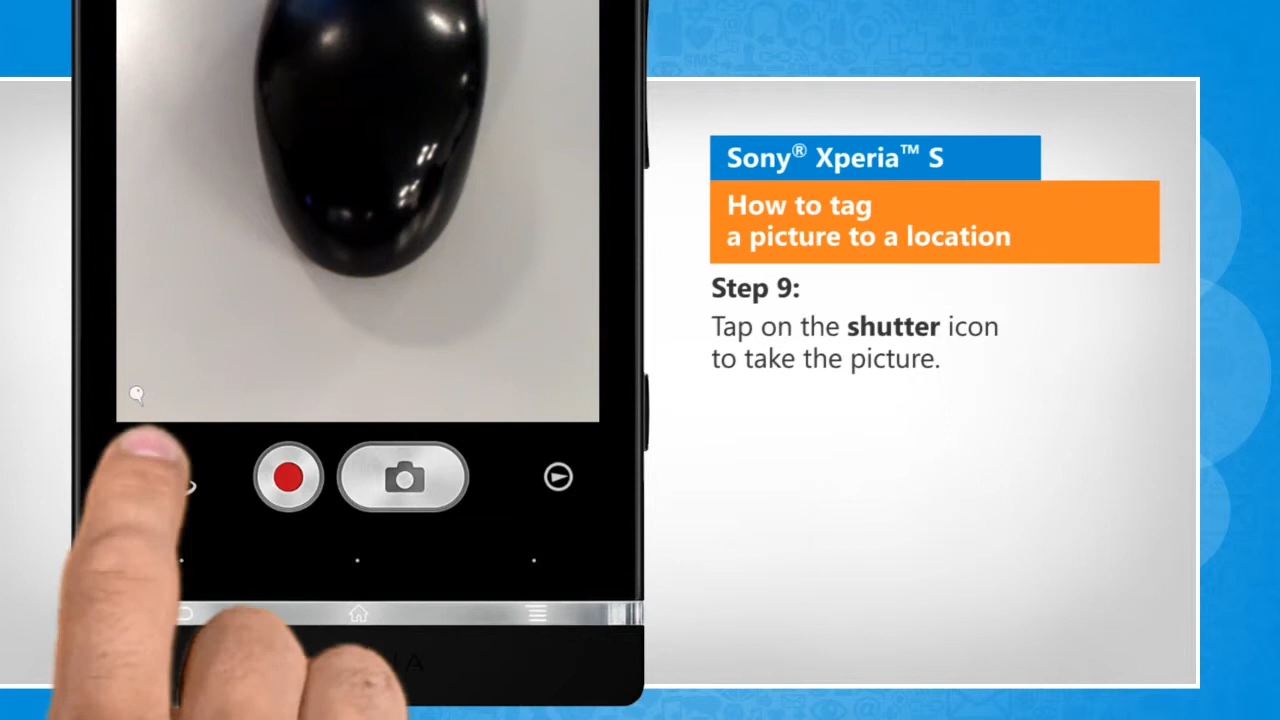 Sony® Xperia™ S
How to tag
a picture to a location
Step 9:
Tap on the shutter icon
to take the picture.
SMS